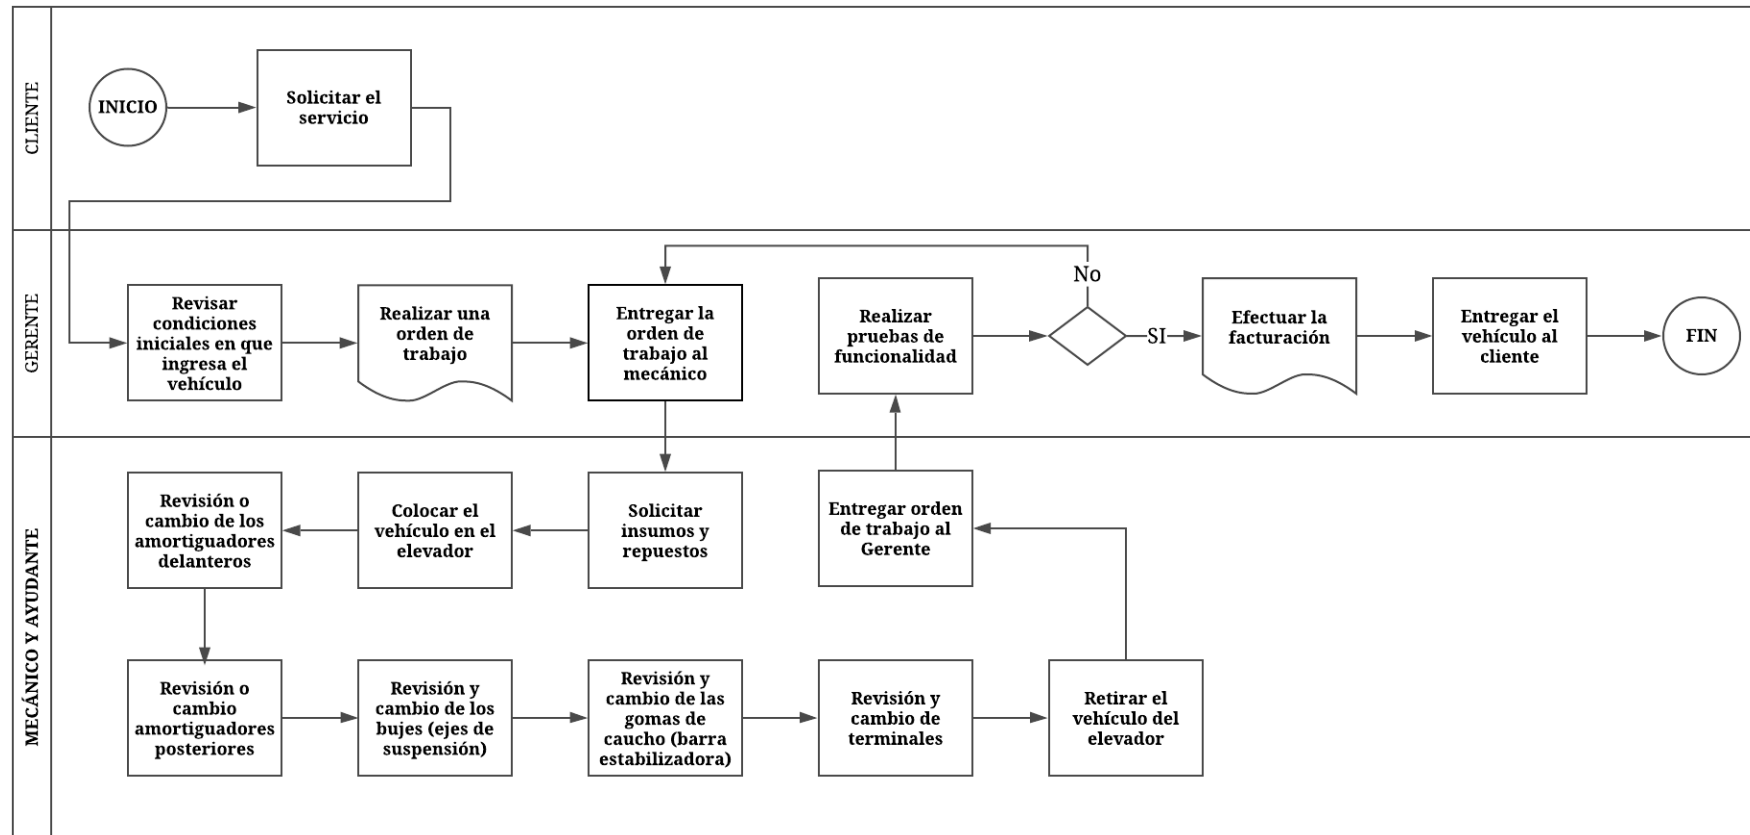 CLIENTE
INICIO
Solicitar el
servicio
GERENTE
Revisar
condiciones
iniciales en que
ingresa el
vehículo
Realizar una
orden de
trabajo
Entregar la
orden de
trabajo al
mecánico
Realizar
pruebas de
funcionalidad
No
SI
Efectuar la
facturación
Entregar el
vehículo al
cliente
FIN
MECÁNICO Y AYUDANTE
Revisión o
cambio de los
amortiguadores
delanteros
Colocar el
vehículo en el
elevador
Solicitar
insumos y
repuestos
Entregar orden
de trabajo al
Gerente
Revisión o
cambio
amortiguadores
posteriores
Revisión y
cambio de los
bujes (ejes de
suspensión)
Revisión y
cambio de las
gomas de
caucho (barra
estabilizadora)
Revisión y
cambio de
terminales
Retirar el
vehículo del
elevador